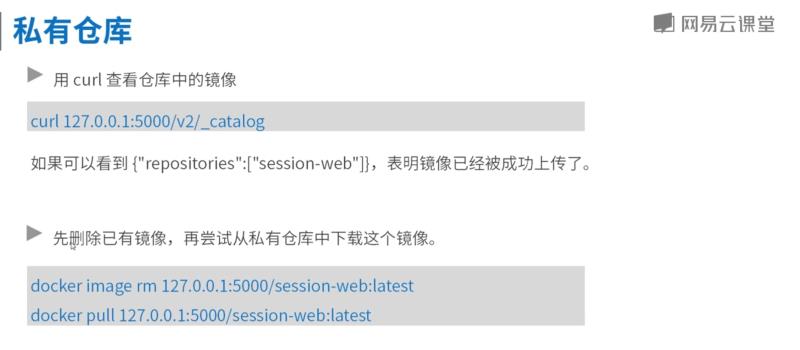 私有仓库
网易云课堂
用 curl 查看仓库中的镜像
curl 127.0.0.1:5000/v2/_catalog
如果可以看到 {"repositories":["session-web"]}，表明镜像已经被成功上传了。
先删除已有镜像，再尝试从私有仓库中下载这个镜像。
docker image rm 127.0.0.1:5000/session-web:latest
docker pull 127.0.0.1:5000/session-web:latest